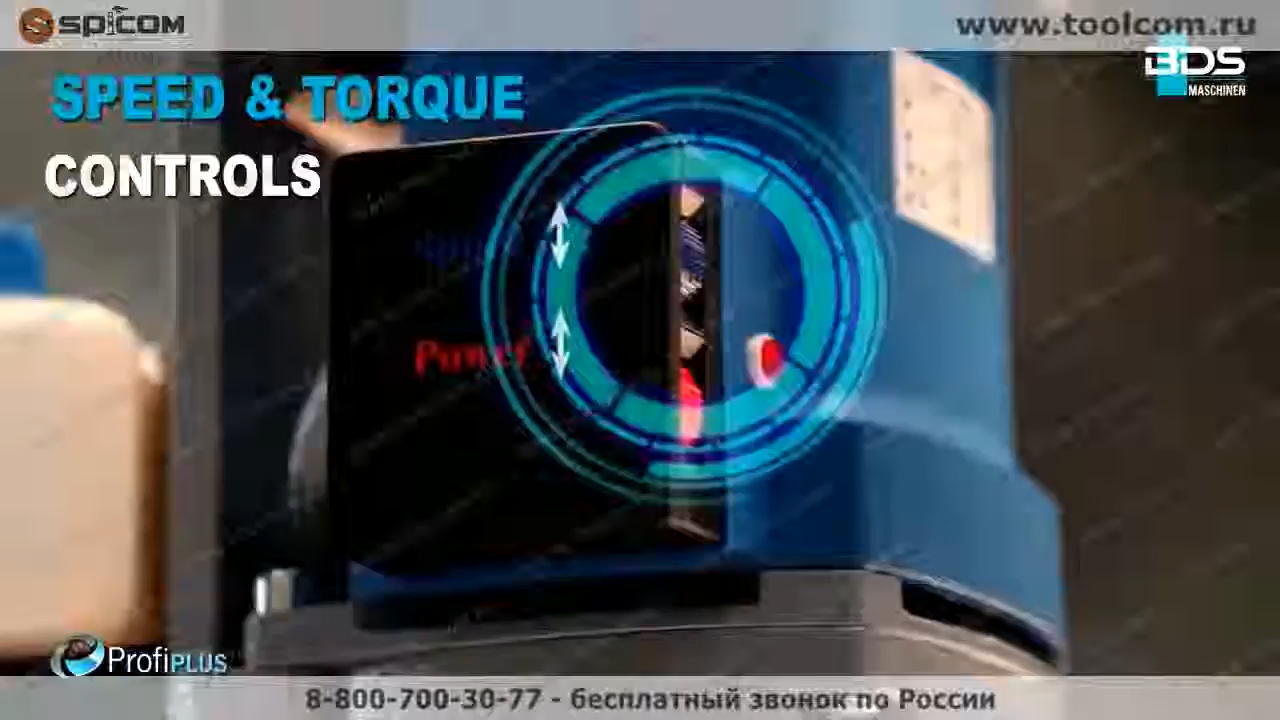 spicom
www.toolcom.ru
BDS
MASCHINEN
SPEED & TORQUE
CONTROLS
Power
ProfiPLUS
8-800-700-30-77 - бесплатный звонок по России